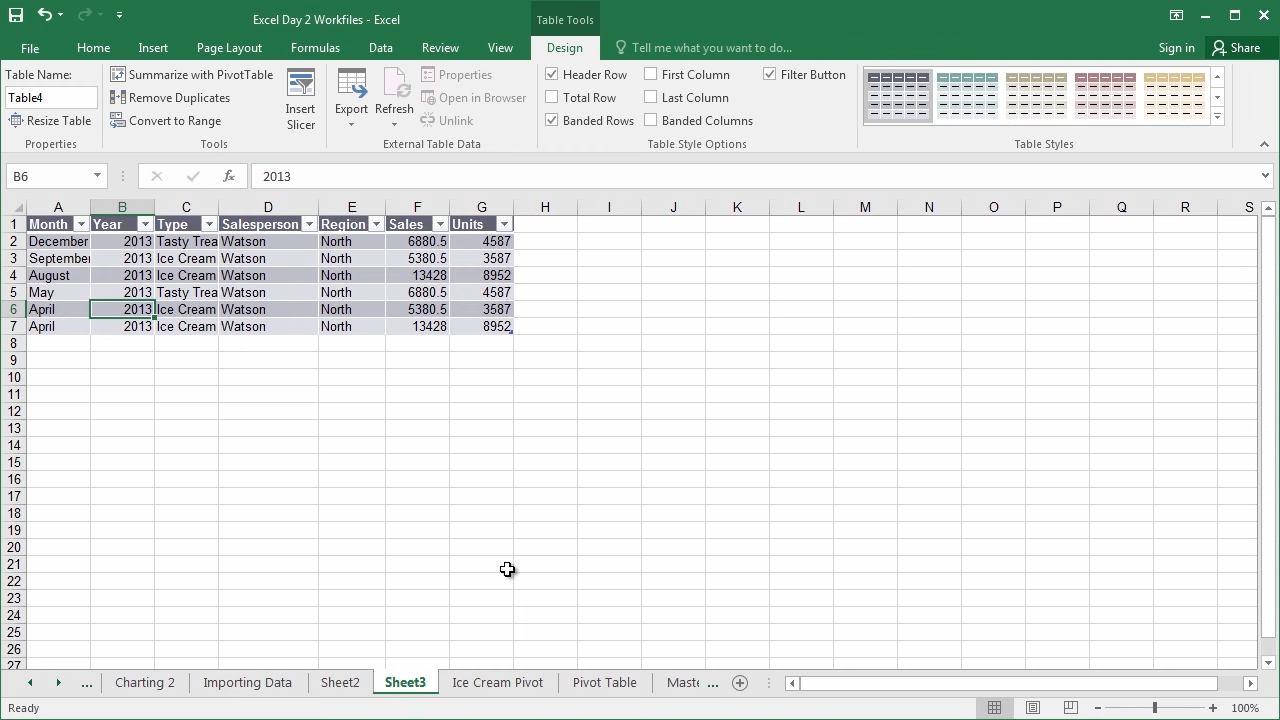 Excel Day 2 Workfiles - Excel
Table Tools
File Home Insert Page Layout Formulas Data Review View Design Tell me what you want to do... Sign in Share
Table Name:
Table4
Resize Table
Properties
Summarize with PivotTable
Remove Duplicates
Convert to Range
Tools
Insert
Slicer
Export Refresh
Properties
Open in Browser
Unlink
External Table Data
Header Row First Column Filter Button
Total Row Last Column
Banded Rows Banded Columns
Table Style Options
Table Styles
B6 fx 2013
A B C D E F G H I J K L M N O P Q R S
1 Month Year Type Salesperson Region Sales Units
2 December 2013 Tasty Trea Watson North 6880.5 4587
3 September 2013 Ice Cream Watson North 5380.5 3587
4 August 2013 Ice Cream Watson North 13428 8952
5 May 2013 Tasty Trea Watson North 6880.5 4587
6 April 2013 Ice Cream Watson North 5380.5 3587
7 April 2013 Ice Cream Watson North 13428 8952
8
9
10
11
12
13
14
15
16
17
18
19
20
21
22
23
24
25
26
27
... Charting 2 Importing Data Sheet2 Sheet3 Ice Cream Pivot Pivot Table Maste ...
Ready 100%